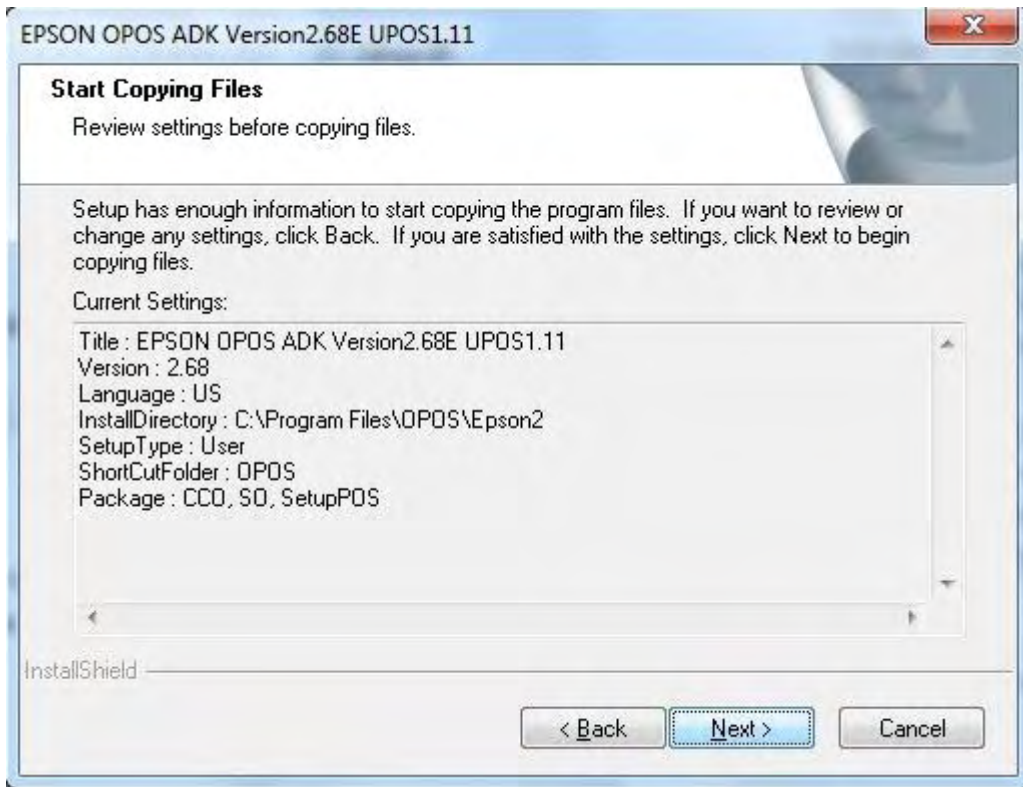 EPSON OPOS ADK Version2.68E UPOS1.11
Start Copying Files
Review settings before copying files.
Setup has enough information to start copying the program files.  If you want to review or
change any settings, click Back.  If you are satisfied with the settings, click Next to begin
copying files.
Current Settings:
Title : EPSON OPOS ADK Version2.68E UPOS1.11
Version : 2.68
Language : US
InstallDirectory : C:\Program Files\OPOS\Epson2
SetupType : User
ShortCutFolder : OPOS
Package : CCO, SO, SetupPOS
InstallShield
< Back
Next >
Cancel